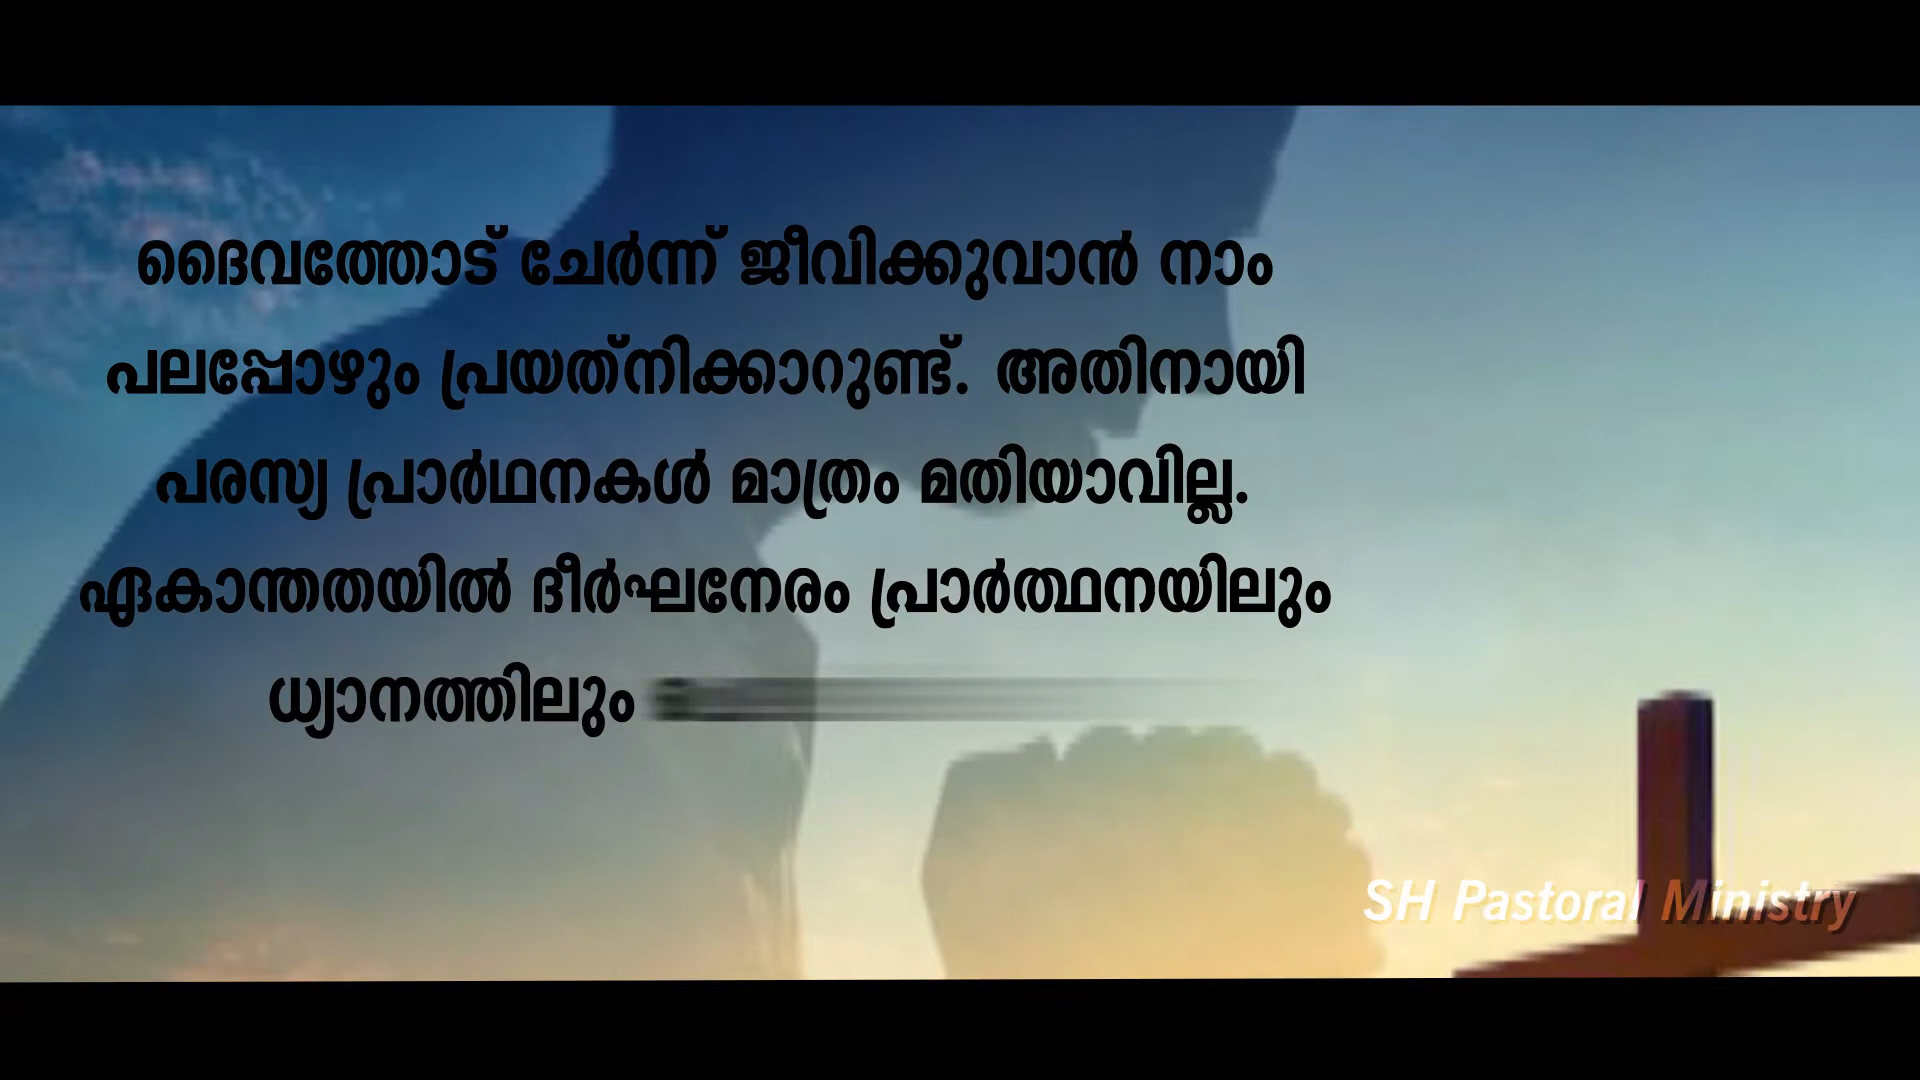 ദൈവത്തോട് ചേർന്ന് ജീവിക്കുവാൻ നാം
പലപ്പോഴും പ്രയത്നിക്കാറുണ്ട്. അതിനായി
പരസ്യ പ്രാർഥനകൾ മാത്രം മതിയാവില്ല.
ഏകാന്തതയിൽ ദീർഘനേരം പ്രാർത്ഥനയിലും
ധ്യാനത്തിലും
SH Pastoral Ministry